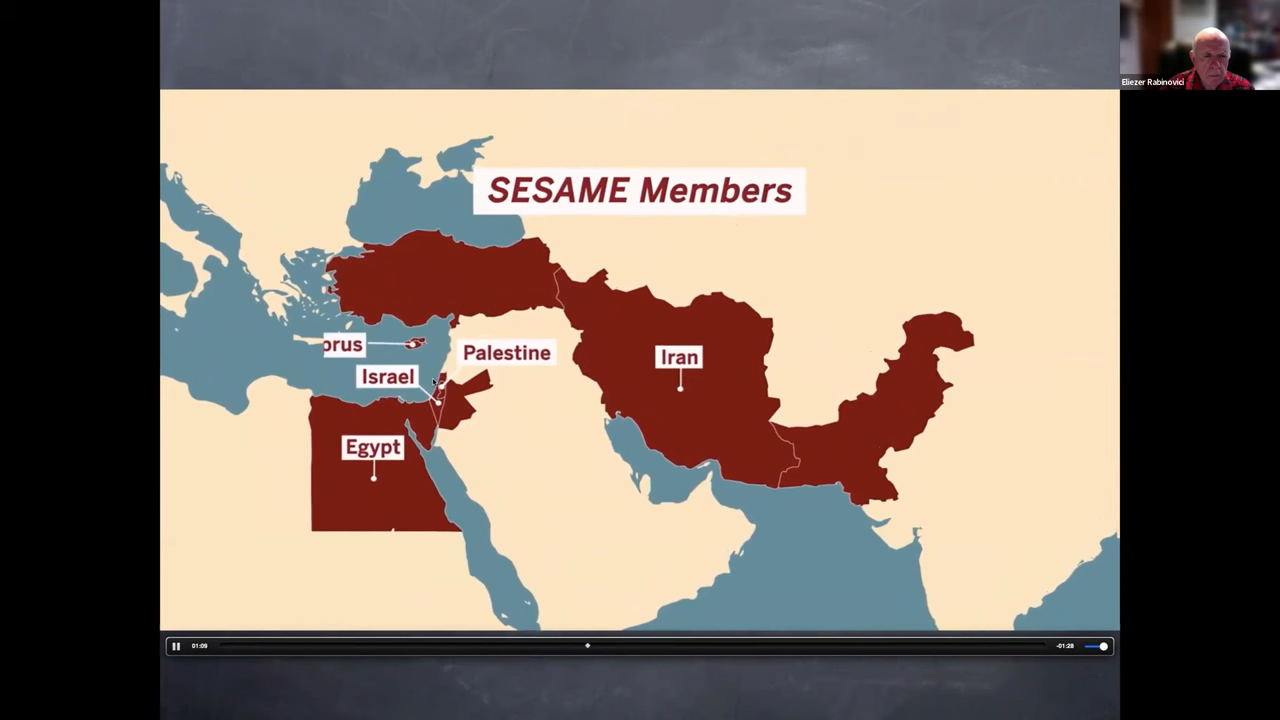 Eliezer Rabinovici
SESAME Members
orus
Palestine
Iran
Israel
Egypt
01:09
-01:28